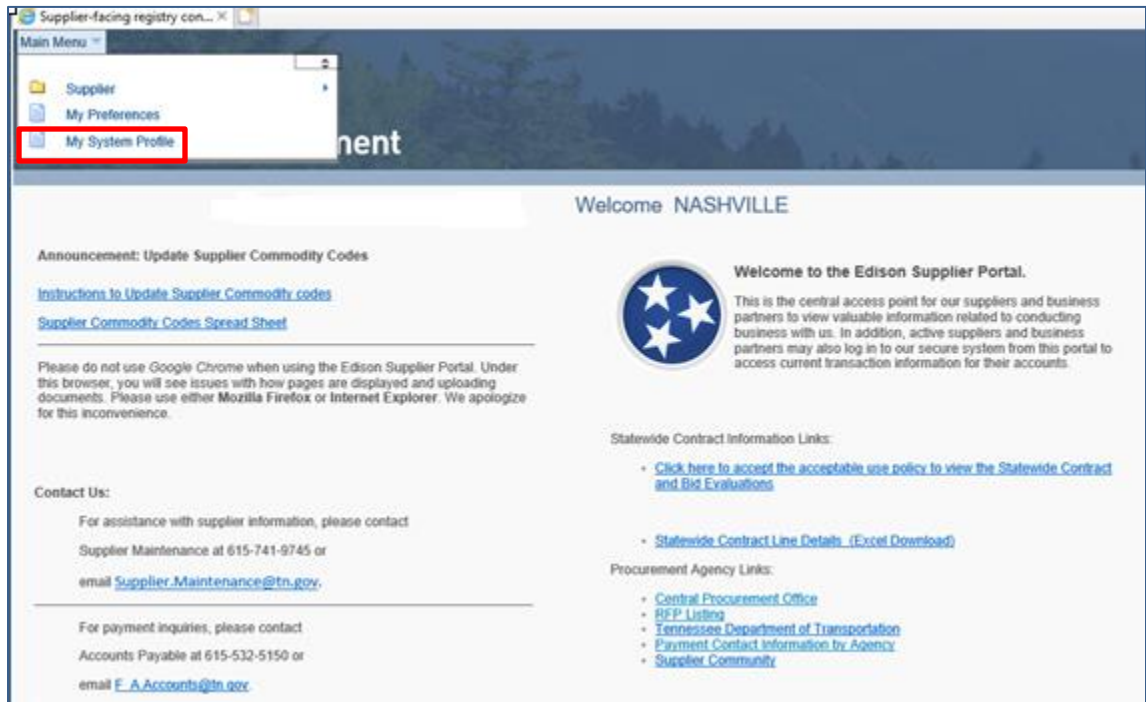 Supplier-facing registry con...
Main Menu
Supplier
My Preferences
My System Profile
ment
Welcome NASHVILLE
Announcement: Update Supplier Commodity Codes
Instructions to Update Supplier Commodity codes
Supplier Commodity Codes Spread Sheet
Please do not use Google Chrome when using the Edison Supplier Portal. Under
this browser, you will see issues with how pages are displayed and uploading
documents. Please use either Mozilla Firefox or Internet Explorer. We apologize
for this inconvenience.
Contact Us:
For assistance with supplier information, please contact
Supplier Maintenance at 615-741-9745 or
email Supplier.Maintenance@tn.gov.
For payment inquiries, please contact
Accounts Payable at 615-532-5150 or
email F_A.Accounts@tn.gov.
Welcome to the Edison Supplier Portal.
This is the central access point for our suppliers and business
partners to view valuable information related to conducting
business with us. In addition, active suppliers and business
partners may also log in to our secure system from this portal to
access current transaction information for their accounts.
Statewide Contract Information Links:
Click here to accept the acceptable use policy to view the Statewide Contract
and Bid Evaluations
Statewide Contract Line Details (Excel Download)
Procurement Agency Links:
Central Procurement Office
RFP Listing
Tennessee Department of Transportation
Payment Contact Information by Agency
Supplier Community